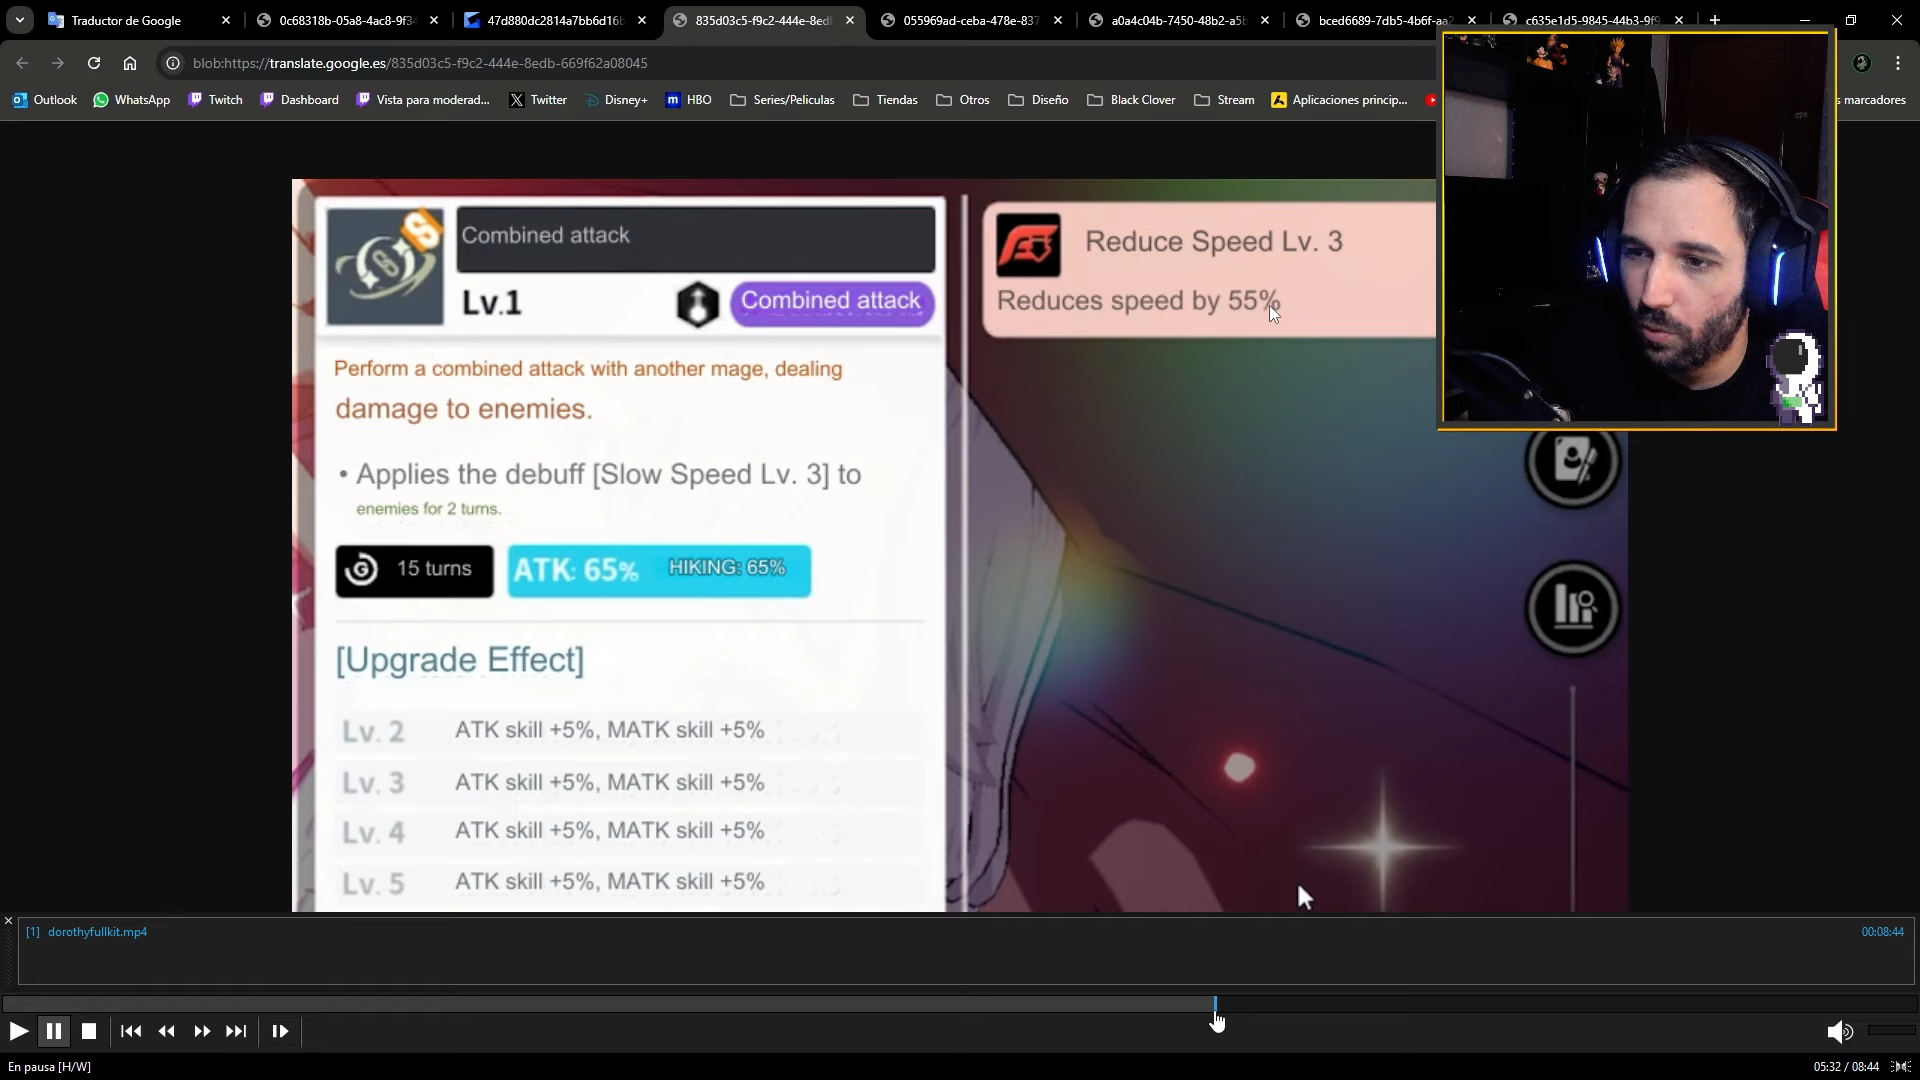 Traductor de Google
0c68318b-05a8-4ac8-9f34
47d880dc2814a7bb6d16b
835d03c5-f9c2-444e-8edb
055969ad-ceba-478e-837
a0a4c04b-7450-48b2-a5b
bced6689-7db5-4b6f-aa2
c635e1d5-9845-44b3-9f9
blob:https://translate.google.es/835d03c5-f9c2-444e-8edb-669f62a08045
Outlook
WhatsApp
Twitch
Dashboard
Vista para moderad...
Twitter
Disney+
HBO
Series/Peliculas
Tiendas
Otros
Diseño
Black Clover
Stream
Aplicaciones princip...
s marcadores
S
Combined attack
Lv.1
Combined attack
Perform a combined attack with another mage, dealing
damage to enemies.
• Applies the debuff [Slow Speed Lv. 3] to
enemies for 2 turns.
15 turns
ATK: 65%
HIKING: 65%
[Upgrade Effect]
Lv. 2 ATK skill +5%, MATK skill +5%
Lv. 3 ATK skill +5%, MATK skill +5%
Lv. 4 ATK skill +5%, MATK skill +5%
Lv. 5 ATK skill +5%, MATK skill +5%
Reduce Speed Lv. 3
Reduces speed by 55%
[1] dorothyfullkit.mp4
00:08:44
En pausa [H/W]
05:32 / 08:44